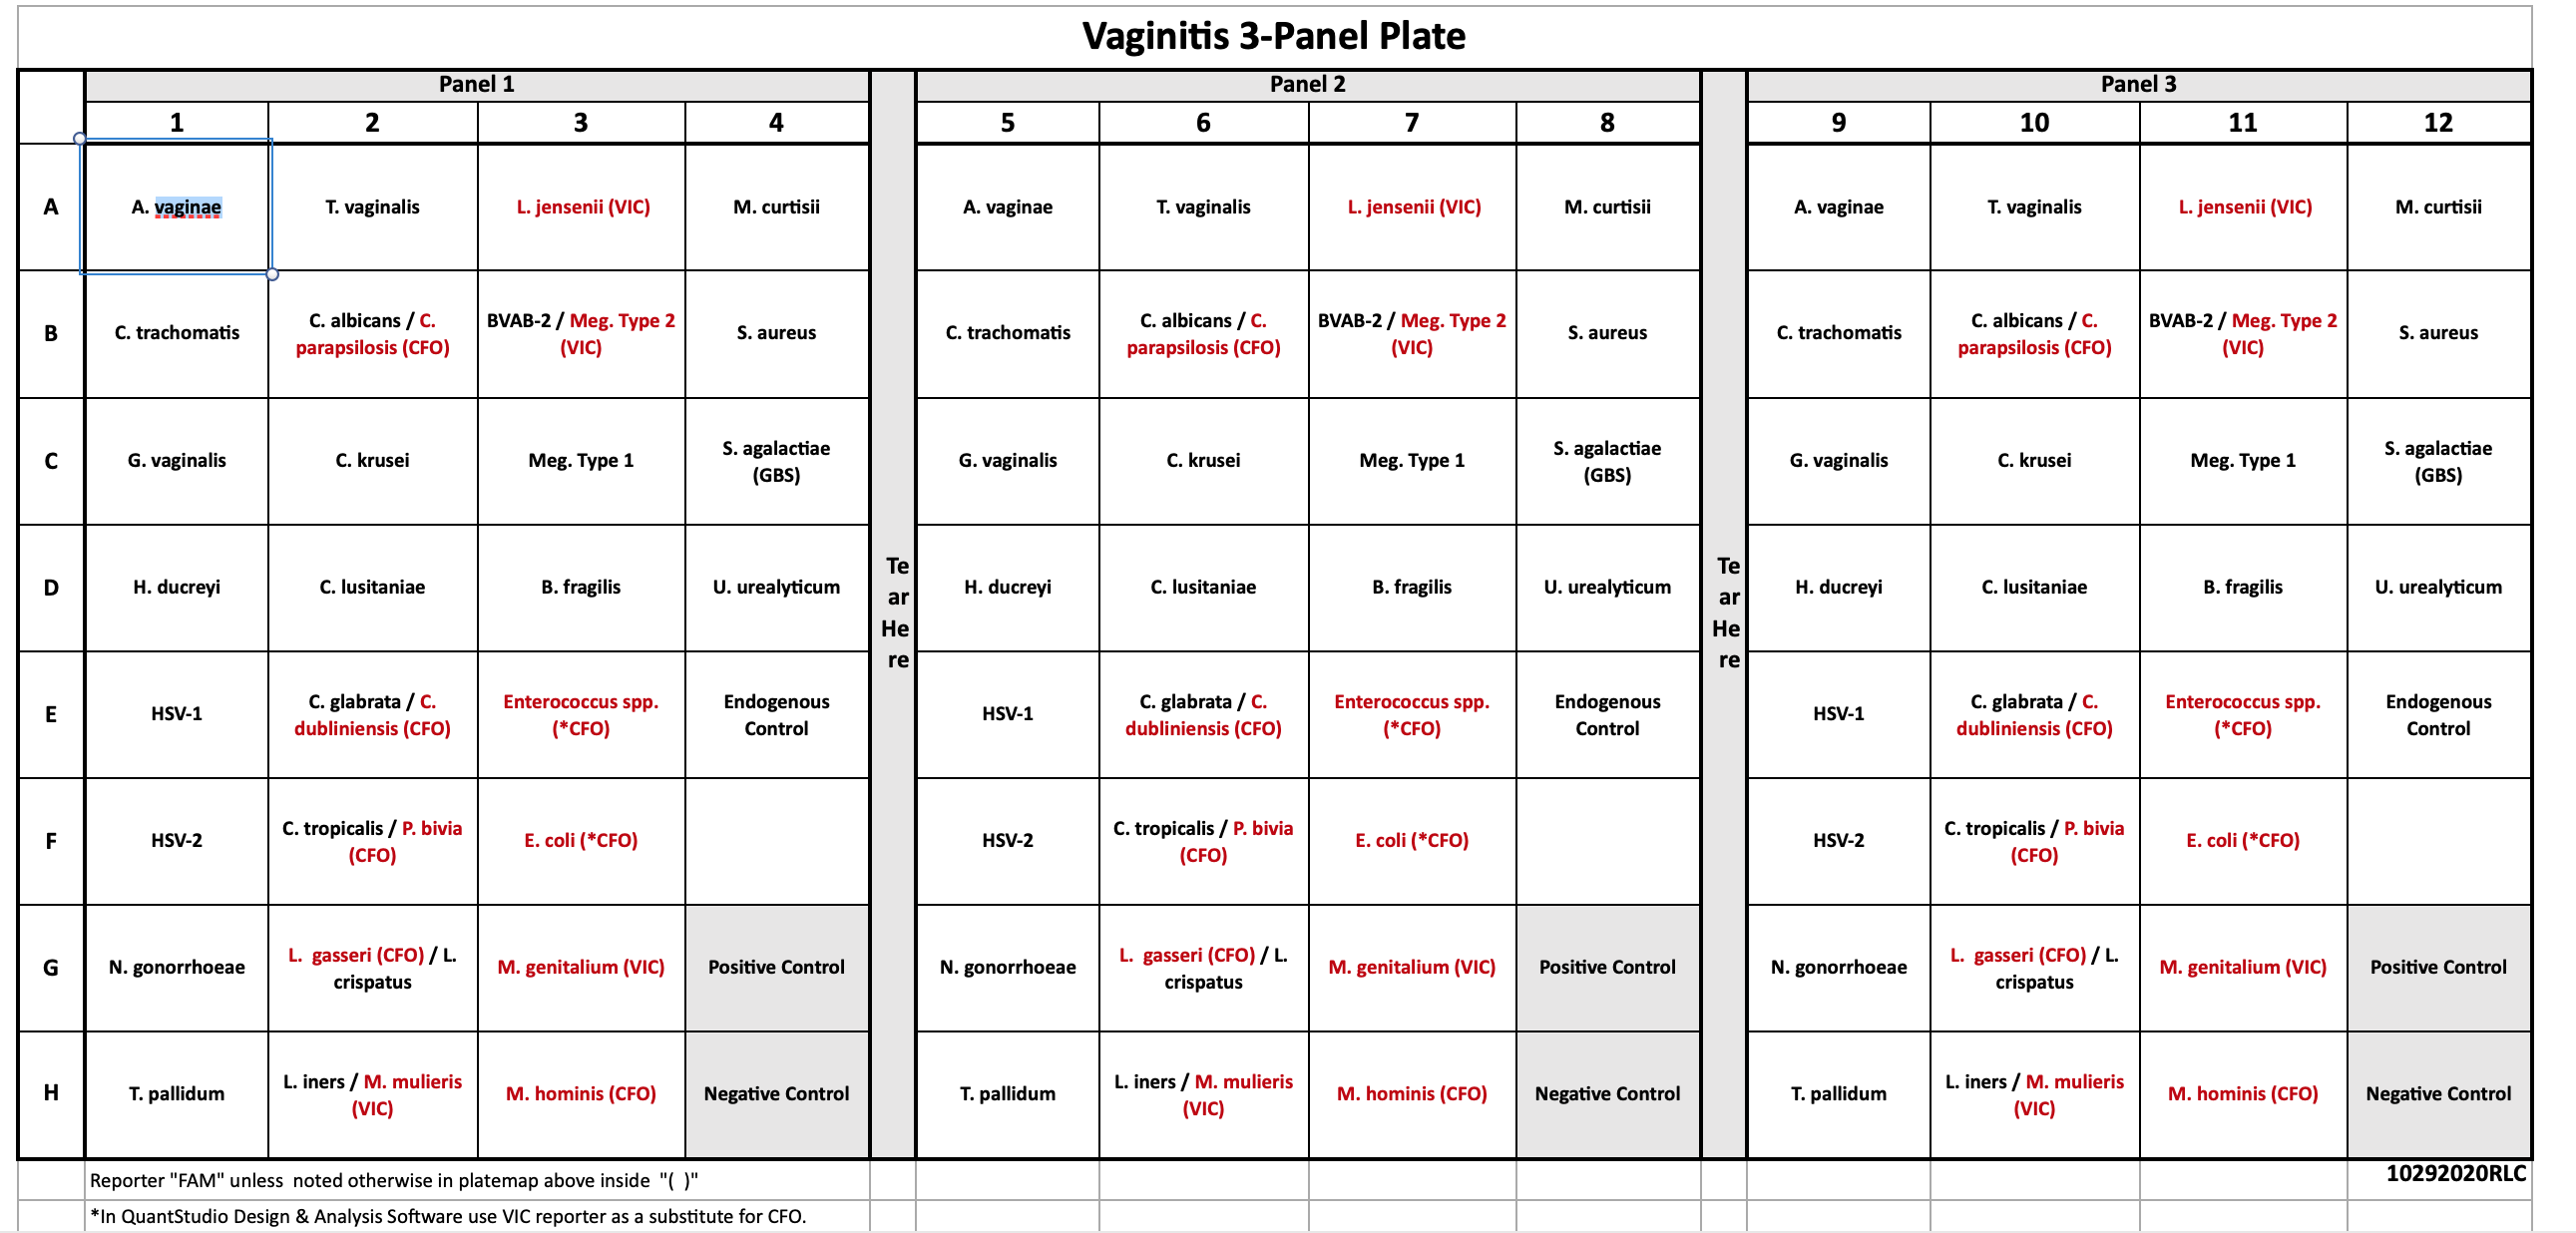 Vaginitis 3-Panel Plate
Panel 1 Panel 2 Panel 3
1 2 3 4 5 6 7 8 9 10 11 12
A A. vaginae T. vaginalis L. jensenii (VIC) M. curtisii A. vaginae T. vaginalis L. jensenii (VIC) M. curtisii A. vaginae T. vaginalis L. jensenii (VIC) M. curtisii
B C. trachomatis C. albicans / C. parapsilosis (CFO) BVAB-2 / Meg. Type 2 (VIC) S. aureus C. trachomatis C. albicans / C. parapsilosis (CFO) BVAB-2 / Meg. Type 2 (VIC) S. aureus C. trachomatis C. albicans / C. parapsilosis (CFO) BVAB-2 / Meg. Type 2 (VIC) S. aureus
C G. vaginalis C. krusei Meg. Type 1 S. agalactiae (GBS) G. vaginalis C. krusei Meg. Type 1 S. agalactiae (GBS) G. vaginalis C. krusei Meg. Type 1 S. agalactiae (GBS)
D H. ducreyi C. lusitaniae B. fragilis U. urealyticum H. ducreyi C. lusitaniae B. fragilis U. urealyticum H. ducreyi C. lusitaniae B. fragilis U. urealyticum
Te Te
ar ar
He He
re re
E HSV-1 C. glabrata / C. dubliniensis (CFO) Enterococcus spp. (*CFO) Endogenous Control HSV-1 C. glabrata / C. dubliniensis (CFO) Enterococcus spp. (*CFO) Endogenous Control HSV-1 C. glabrata / C. dubliniensis (CFO) Enterococcus spp. (*CFO) Endogenous Control
F HSV-2 C. tropicalis / P. bivia (CFO) E. coli (*CFO) HSV-2 C. tropicalis / P. bivia (CFO) E. coli (*CFO) HSV-2 C. tropicalis / P. bivia (CFO) E. coli (*CFO)
G N. gonorrhoeae L. gasseri (CFO) / L. crispatus M. genitalium (VIC) Positive Control N. gonorrhoeae L. gasseri (CFO) / L. crispatus M. genitalium (VIC) Positive Control N. gonorrhoeae L. gasseri (CFO) / L. crispatus M. genitalium (VIC) Positive Control
H T. pallidum L. iners / M. mulieris (VIC) M. hominis (CFO) Negative Control T. pallidum L. iners / M. mulieris (VIC) M. hominis (CFO) Negative Control T. pallidum L. iners / M. mulieris (VIC) M. hominis (CFO) Negative Control
Reporter "FAM" unless noted otherwise in platemap above inside "( )" 10292020RLC
*In QuantStudio Design & Analysis Software use VIC reporter as a substitute for CFO.